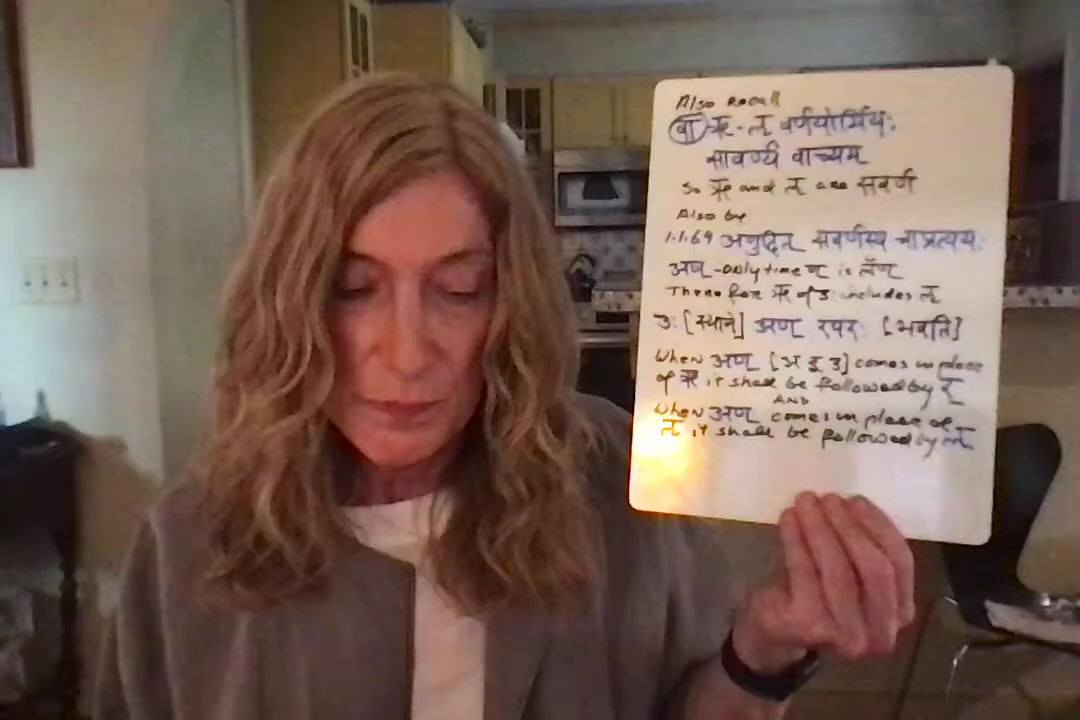 Also Recall
(वा) ऋ-ऌ वर्णयोर्मिथः
सावर्ण्यं वाच्यम्
So ऋ and ऌ are सवर्ण
Also by
1.1.69 अणुदित् सवर्णस्य चाप्रत्ययः
अण् - only time ण् is लँण्
Therefore ऋ of उः includes ऌ
उः [स्थाने] अण् रपरः [भवति]
When अण् [अ इ उ] comes in place
of ऋ it shall be followed by र्
AND
When अण् comes in place of
ऌ it shall be followed by ल्